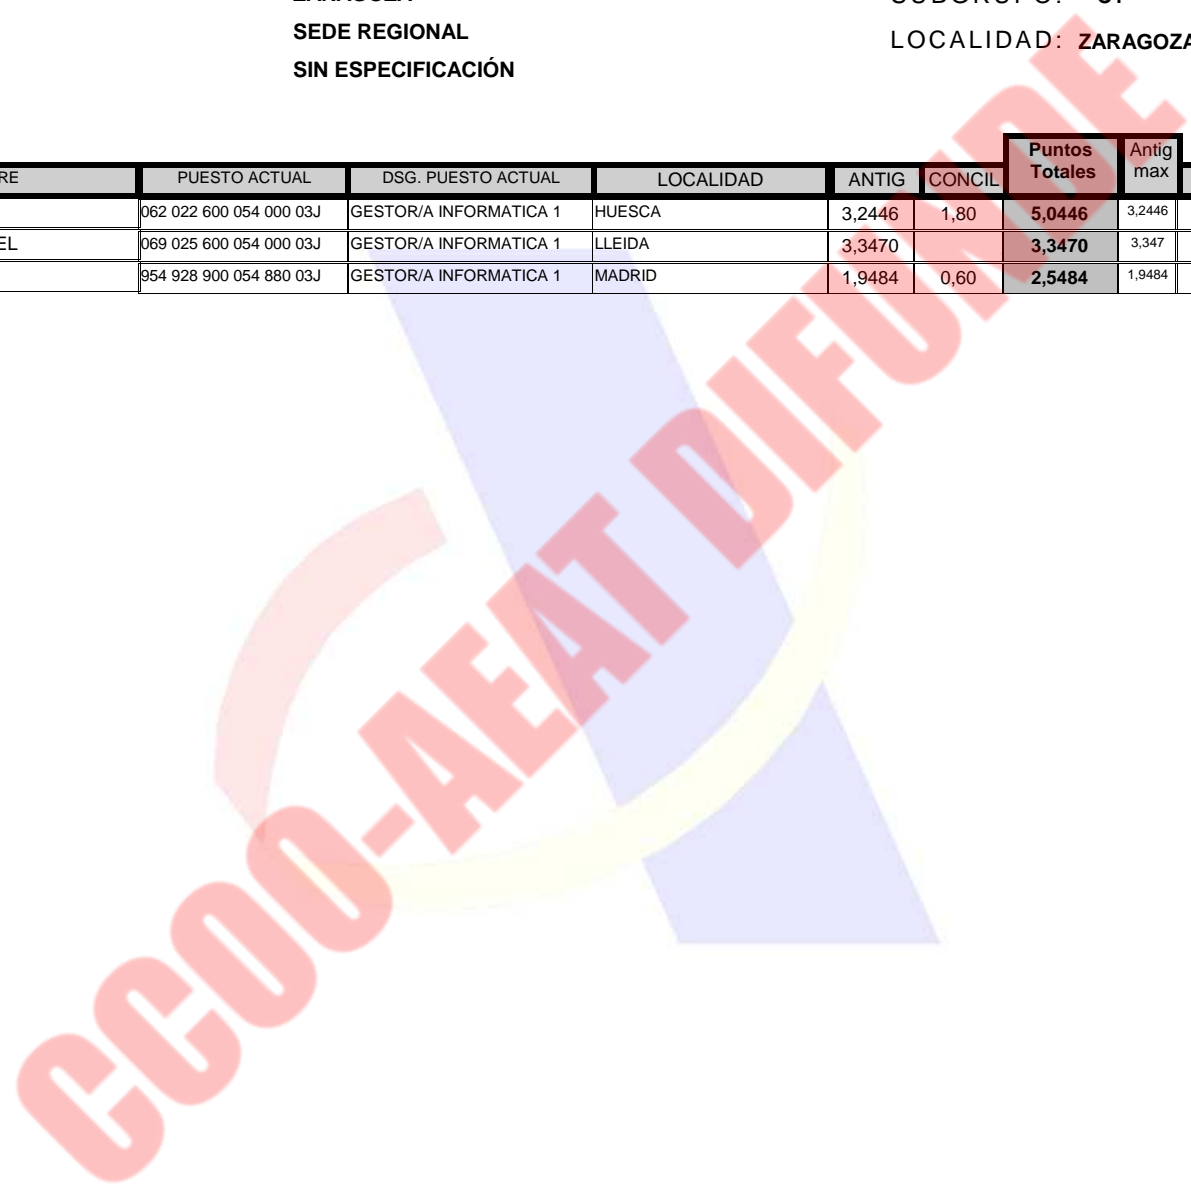 SEDE REGIONAL
LOCALIDAD: ZARAGOZA
SIN ESPECIFICACIÓN
Puntos Totales Antig max
RE PUESTO ACTUAL DSG. PUESTO ACTUAL LOCALIDAD ANTIG CONCIL
062 022 600 054 000 03J GESTOR/A INFORMATICA 1 HUESCA 3,2446 1,80 5,0446 3,2446
EL 069 025 600 054 000 03J GESTOR/A INFORMATICA 1 LLEIDA 3,3470 3,3470 3,347
954 928 900 054 880 03J GESTOR/A INFORMATICA 1 MADRID 1,9484 0,60 2,5484 1,9484
CCOO-AEAT DIFUNDE